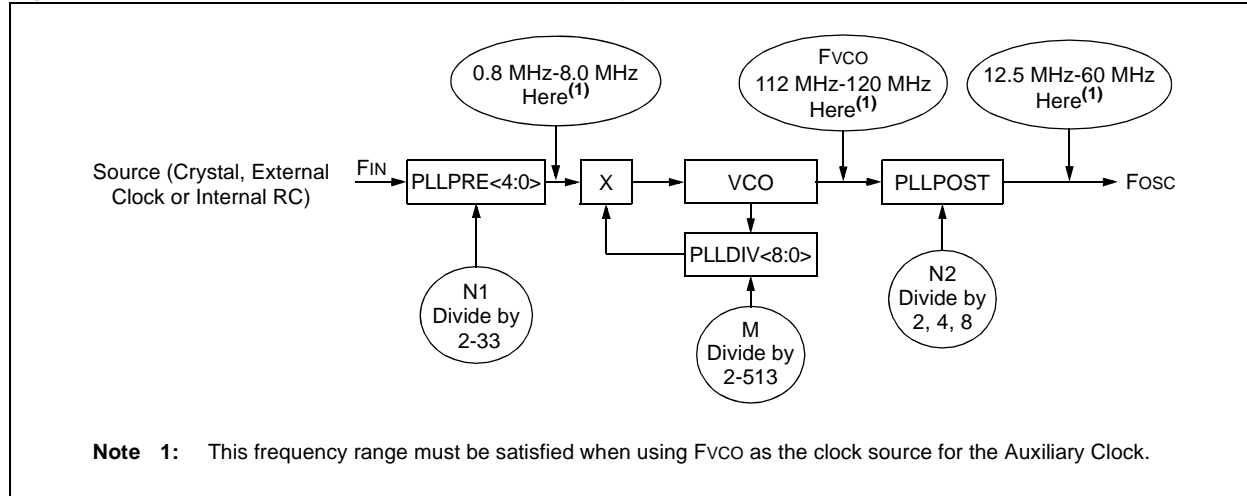 0.8 MHz-8.0 MHz
Here(1)
FVCO
112 MHz-120 MHz
Here(1)
12.5 MHz-60 MHz
Here(1)
Source (Crystal, External
Clock or Internal RC)
FIN
PLLPRE<4:0>
X
VCO
PLLPOST
FOSC
PLLDIV<8:0>
N1
Divide by
2-33
M
Divide by
2-513
N2
Divide by
2, 4, 8
Note 1: This frequency range must be satisfied when using FVCO as the clock source for the Auxiliary Clock.